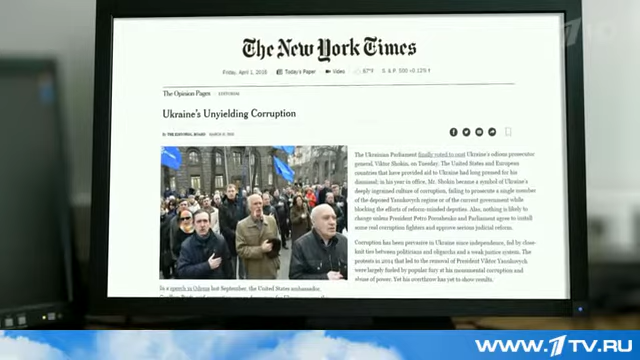 The New York Times
Friday, April 1, 2016 Today's Paper Video 67°F S. & P. 500 +0.12%
The Opinion Pages EDITORIAL
Ukraine's Unyielding Corruption
By THE EDITORIAL BOARD MARCH 31, 2016
The Ukrainian Parliament finally voted to oust Ukraine's odious prosecutor
general, Viktor Shokin, on Tuesday. The United States and European
countries that have provided aid to Ukraine had long pressed for his
dismissal; in his year in office, Mr. Shokin became a symbol of Ukraine's
deeply ingrained culture of corruption, failing to prosecute a single member
of the deposed Yanukovych regime or of the current government while
blocking the efforts of reform-minded deputies. Alas, nothing is likely to
change unless President Petro Poroshenko and Parliament agree to install
some real corruption fighters and approve serious judicial reform.
Corruption has been pervasive in Ukraine since independence, fed by close-
knit ties between politicians and oligarchs and a weak justice system. The
protests in 2014 that led to the removal of President Viktor Yanukovych
were largely fueled by popular fury at his monumental corruption and
abuse of power. Yet his overthrow has yet to show results.
In a speech in Odessa last September, the United States ambassador,
WWW.1TV.RU